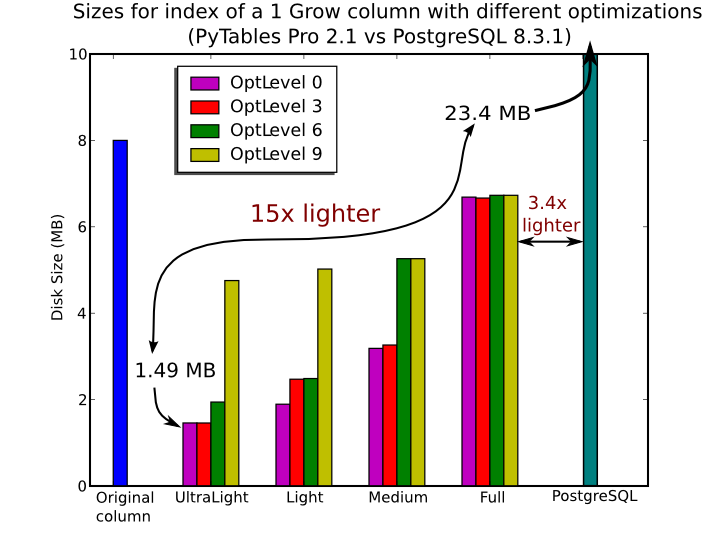 Sizes for index of a 1 Grow column with different optimizations
(PyTables Pro 2.1 vs PostgreSQL 8.3.1)
10
8
6
4
2
0
Disk Size (MB)
OptLevel 0
OptLevel 3
OptLevel 6
OptLevel 9
23.4 MB
15x lighter
3.4x
lighter
1.49 MB
Original
column
UltraLight
Light
Medium
Full
PostgreSQL